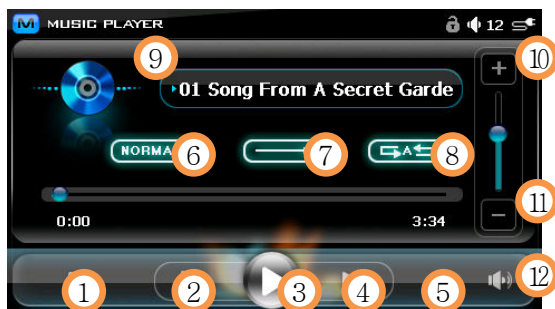 M MUSIC PLAYER 12
⑨ ⑩
01 Song From A Secret Garde
NORMA ⑥ ⑦ A ⑧
0:00 3:34 ⑪
① ② ③ ④ ⑤ ⑫